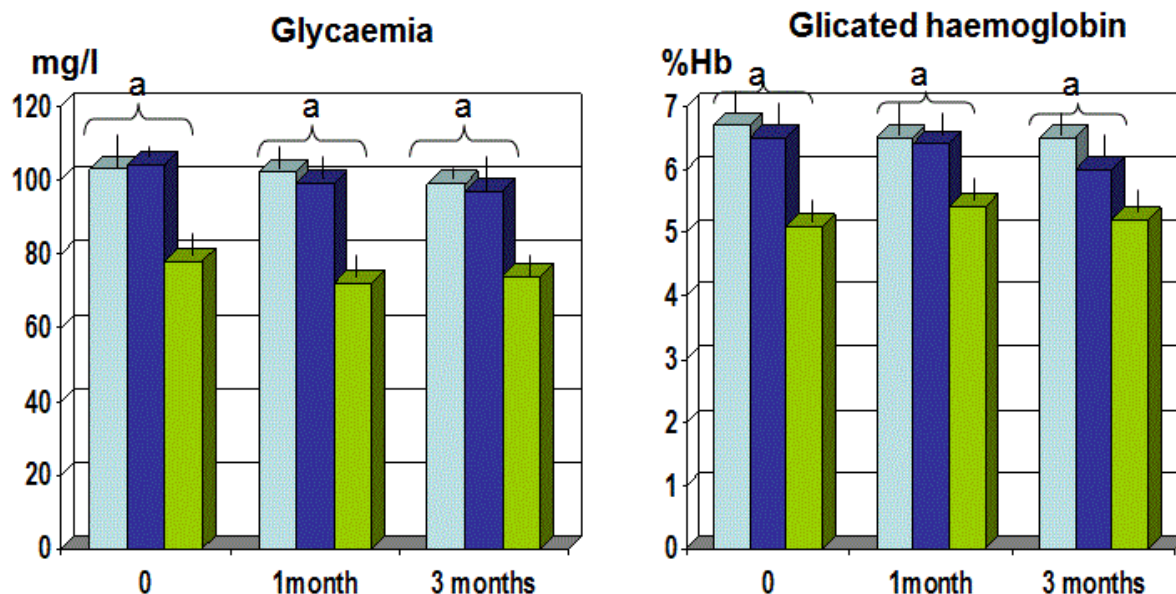 Glycaemia
mg/l
a
a
a
120
100
80
60
40
20
0
0
1month
3 months
Glicated haemoglobin
%Hb
a
a
a
7
6
5
4
3
2
1
0
0
1month
3 months